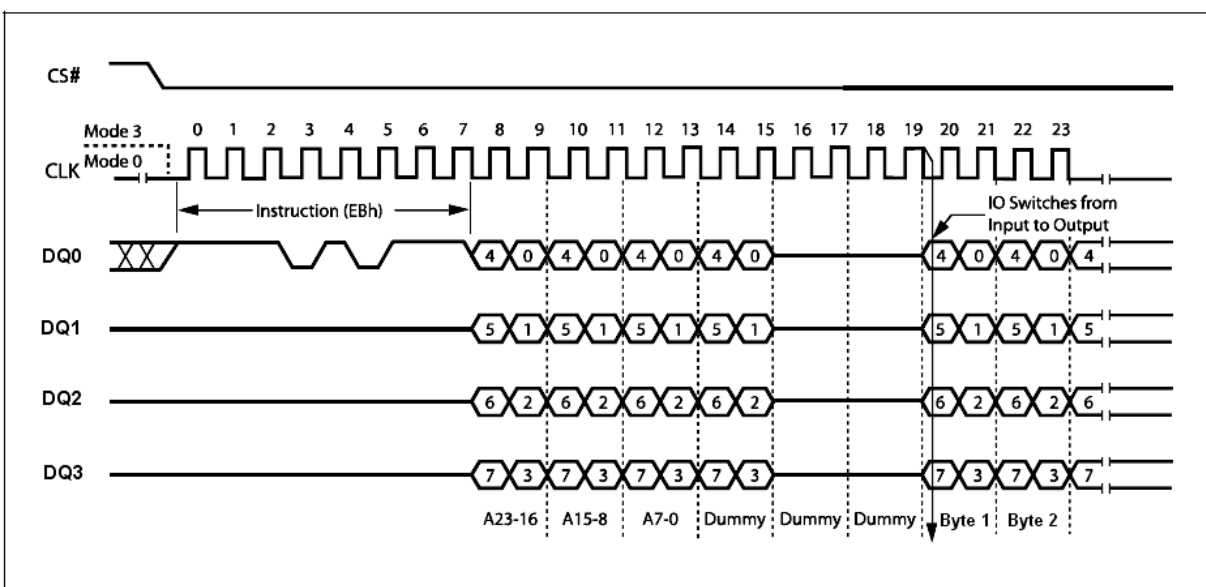 CS#
Mode 3
0 1 2 3 4 5 6 7 8 9 10 11 12 13 14 15 16 17 18 19 20 21 22 23
CLK Mode 0
Instruction (EBh)
IO Switches from
Input to Output
DQ0 4 0 4 0 4 0 4 0 4 0 4 0 4
DQ1 5 1 5 1 5 1 5 1 5 1 5 1 5
DQ2 6 2 6 2 6 2 6 2 6 2 6 2 6
DQ3 7 3 7 3 7 3 7 3 7 3 7 3 7
A23-16 A15-8 A7-0 Dummy Dummy Dummy Byte 1 Byte 2